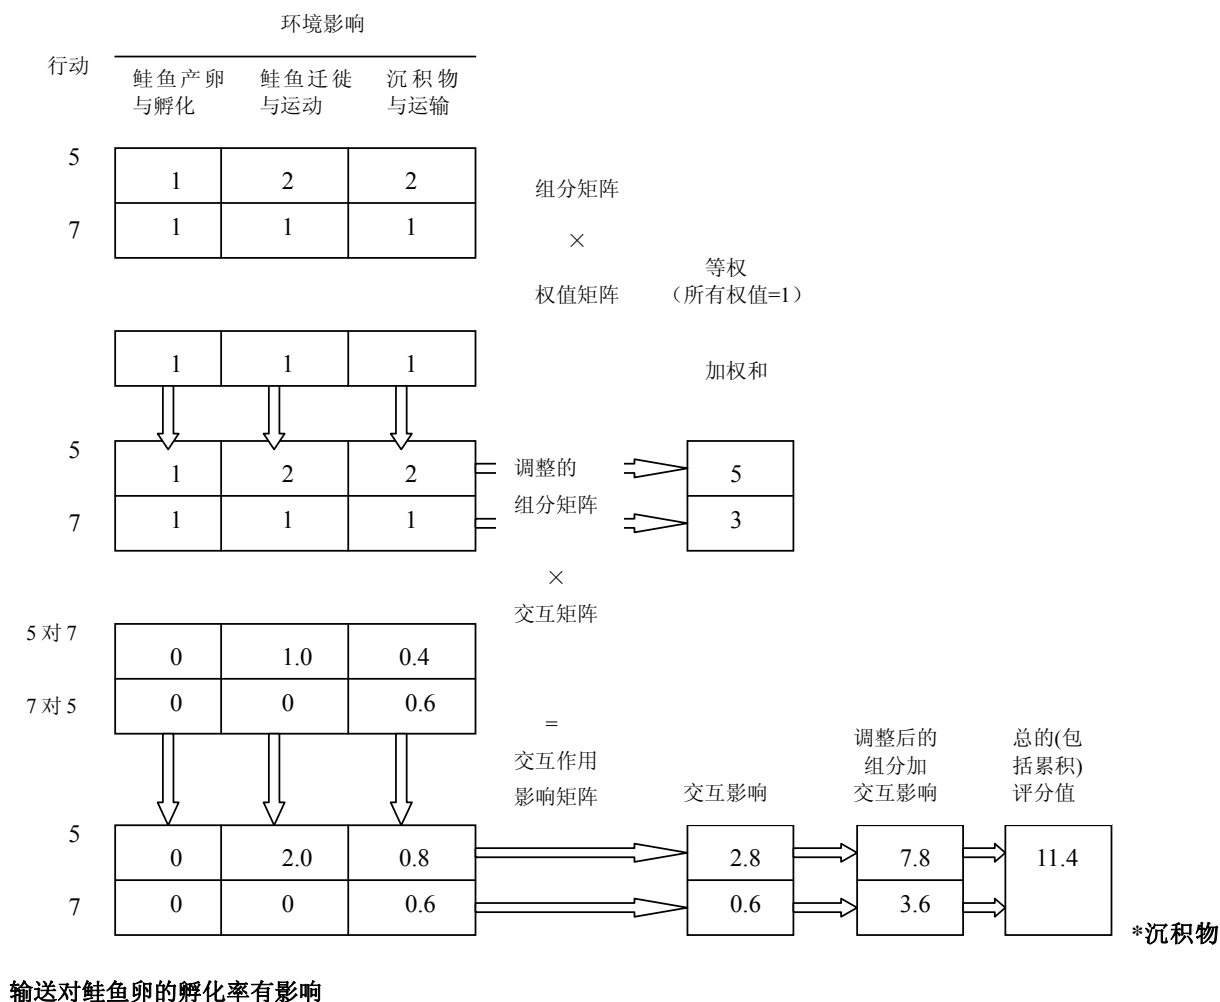 环境影响
行动
鲑鱼产卵 鲑鱼迁徙 沉积物
与孵化 与运动 与运输
5
1 2 2
组分矩阵
7
1 1 1
×
等权
权值矩阵 （所有权值=1）
1 1 1
加权和
5
1 2 2 调整的 5
组分矩阵
7
1 1 1 3
×
交互矩阵
5 对 7
0 1.0 0.4
7 对 5
0 0 0.6
=
交互作用
影响矩阵
交互影响
调整后的
组分加
交互影响
总的(包
括累积)
评分值
5
0 2.0 0.8 2.8 7.8 11.4
7
0 0 0.6 0.6 3.6
*沉积物
输送对鲑鱼卵的孵化率有影响